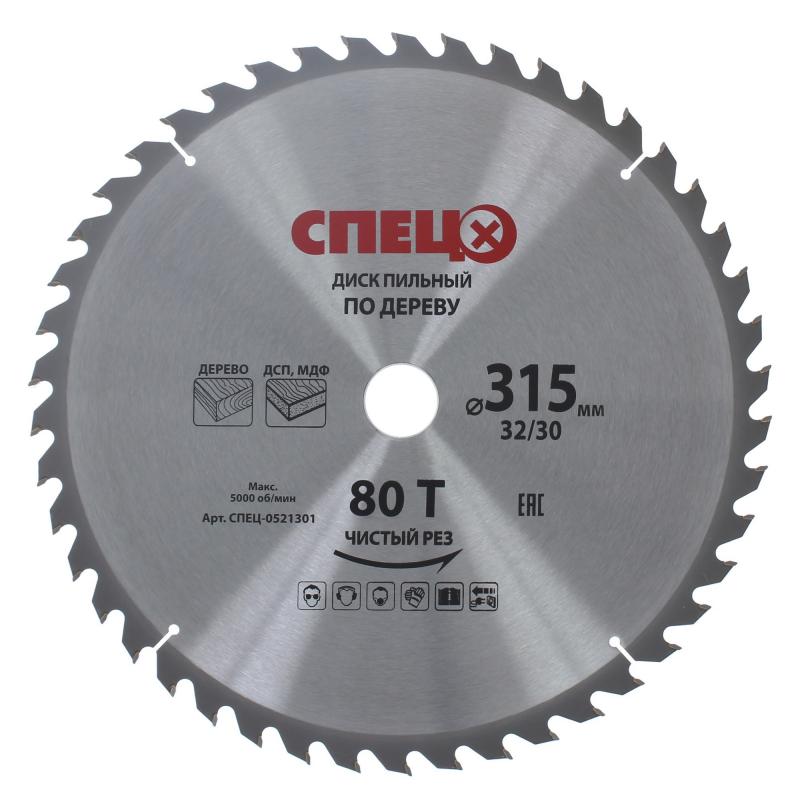 СПЕЦ
ДИСК ПИЛЬНЫЙ
ПО ДЕРЕВУ
ДЕРЕВО
ДСП, МДФ
⌀315 мм
32/30
Макс.
5000 об/мин
Арт. СПЕЦ-0521301
80 Т
ЧИСТЫЙ РЕЗ
EAC